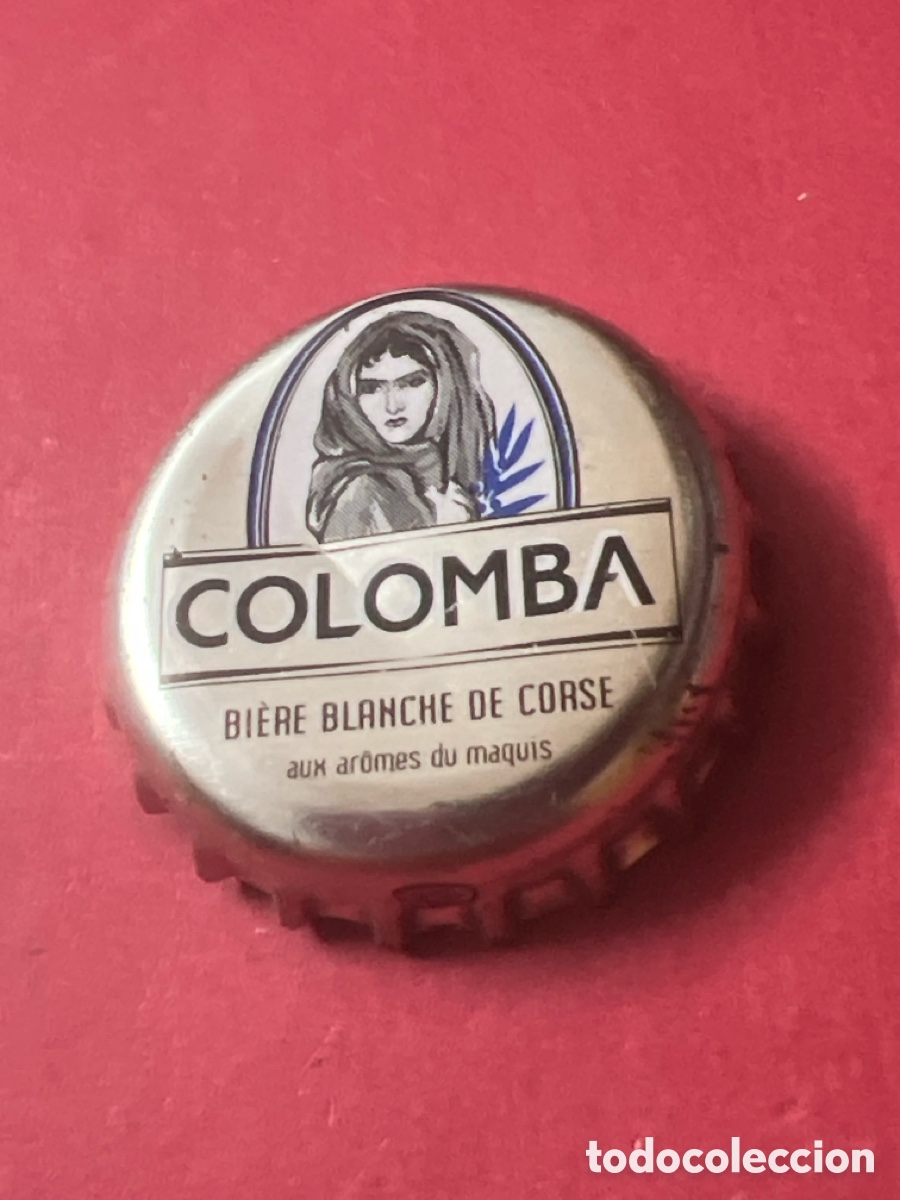 COLOMBA
BIÈRE BLANCHE DE CORSE
aux arômes du maquis
todocoleccion